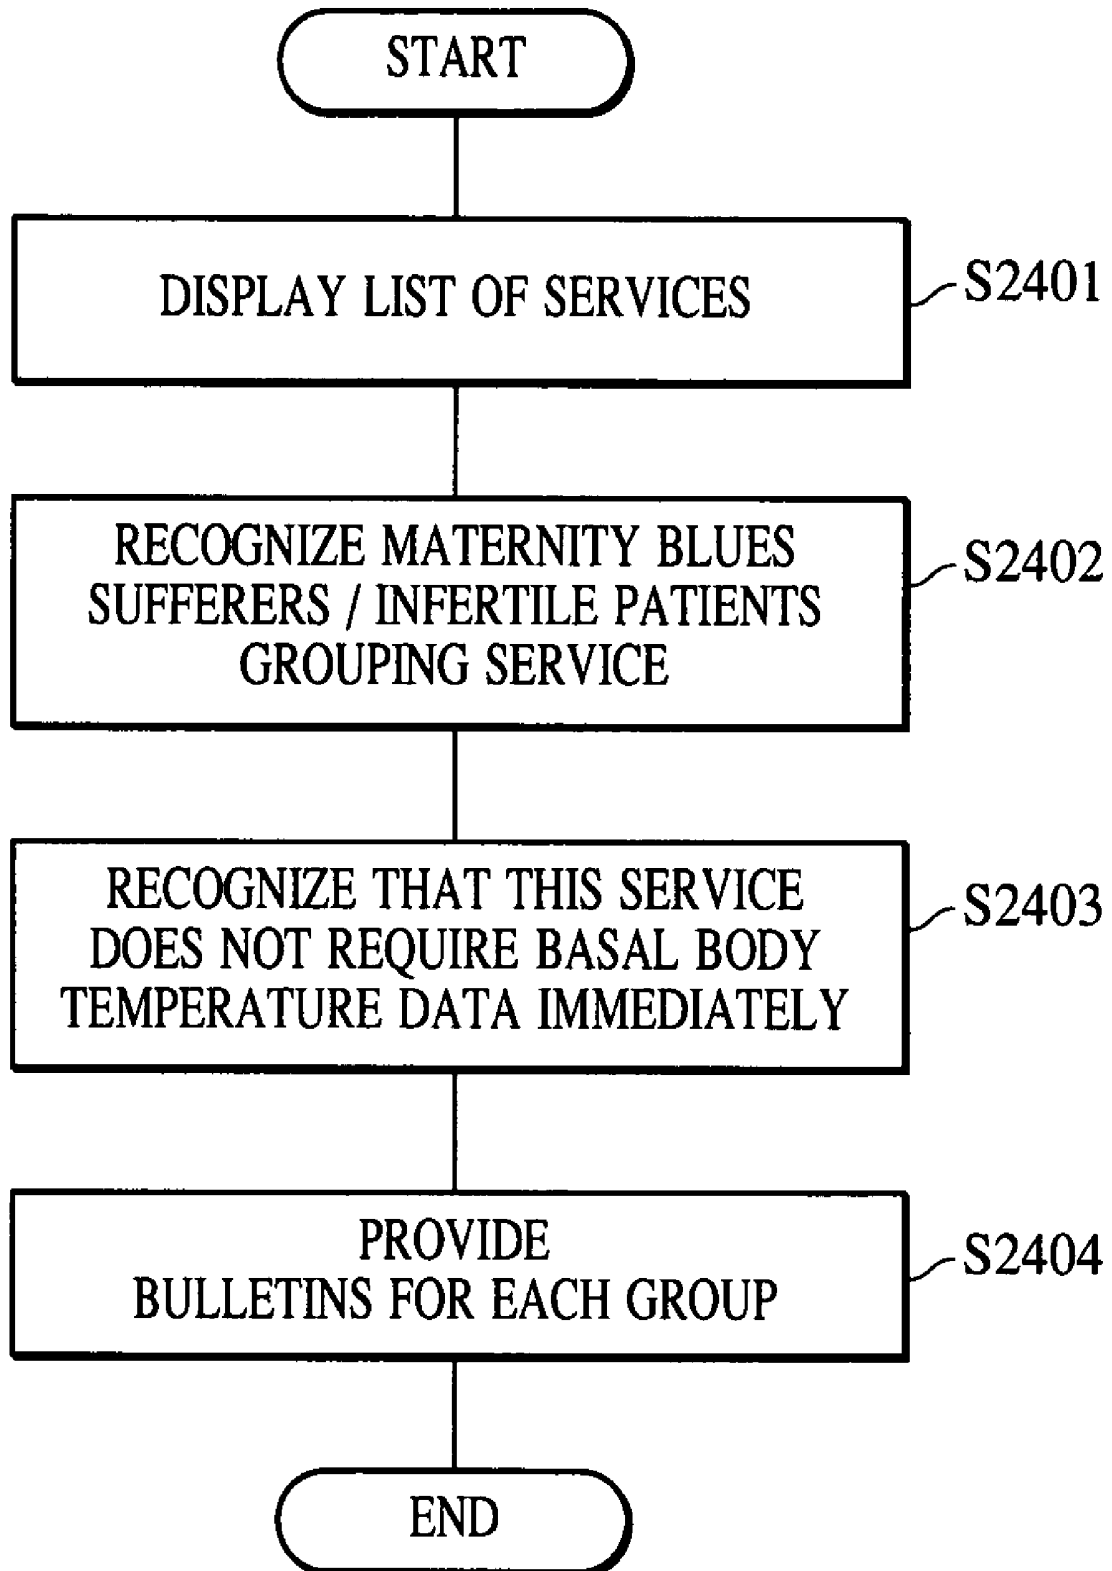 START
DISPLAY LIST OF SERVICES
S2401
RECOGNIZE MATERNITY BLUES
SUFFERERS / INFERTILE PATIENTS
GROUPING SERVICE
S2402
RECOGNIZE THAT THIS SERVICE
DOES NOT REQUIRE BASAL BODY
TEMPERATURE DATA IMMEDIATELY
S2403
PROVIDE
BULLETINS FOR EACH GROUP
S2404
END